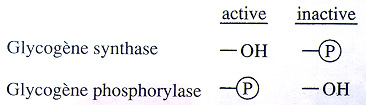 active inactive
Glycogène synthase —OH —P
Glycogène phosphorylase —P —OH